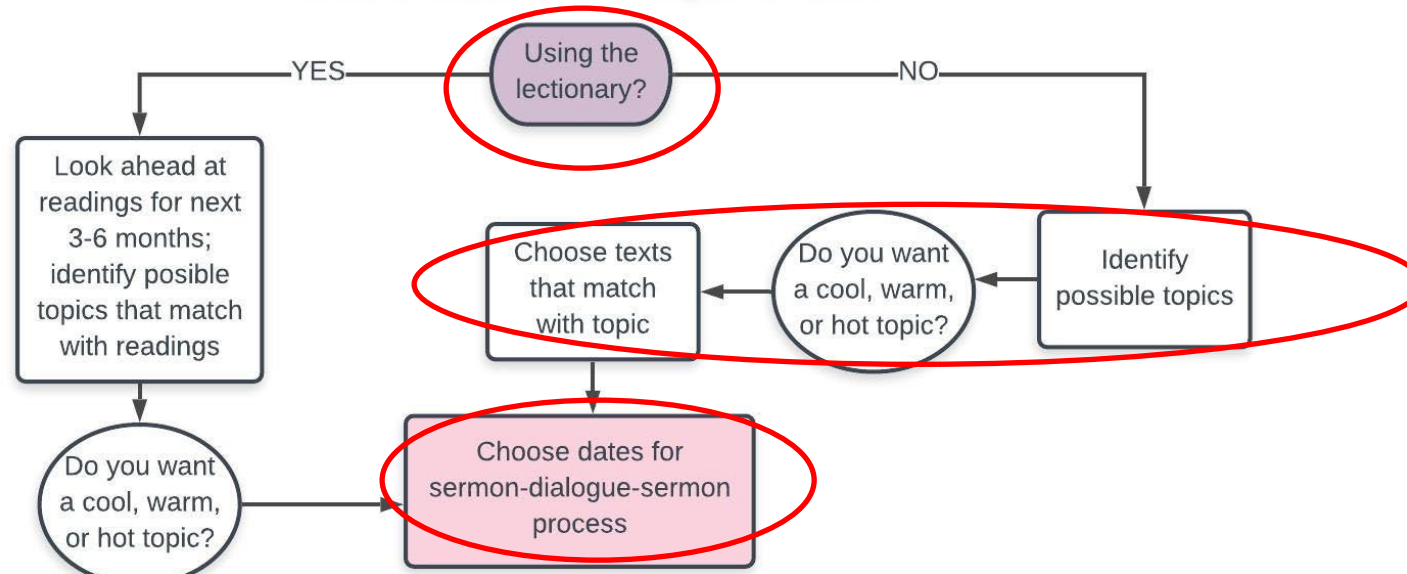 Using the
lectionary?
YES
NO
Look ahead at
readings for next
3-6 months;
identify posible
topics that match
with readings
Do you want
a cool, warm,
or hot topic?
Identify
possible topics
Do you want
a cool, warm,
or hot topic?
Choose texts
that match
with topic
Choose dates for
sermon-dialogue-sermon
process